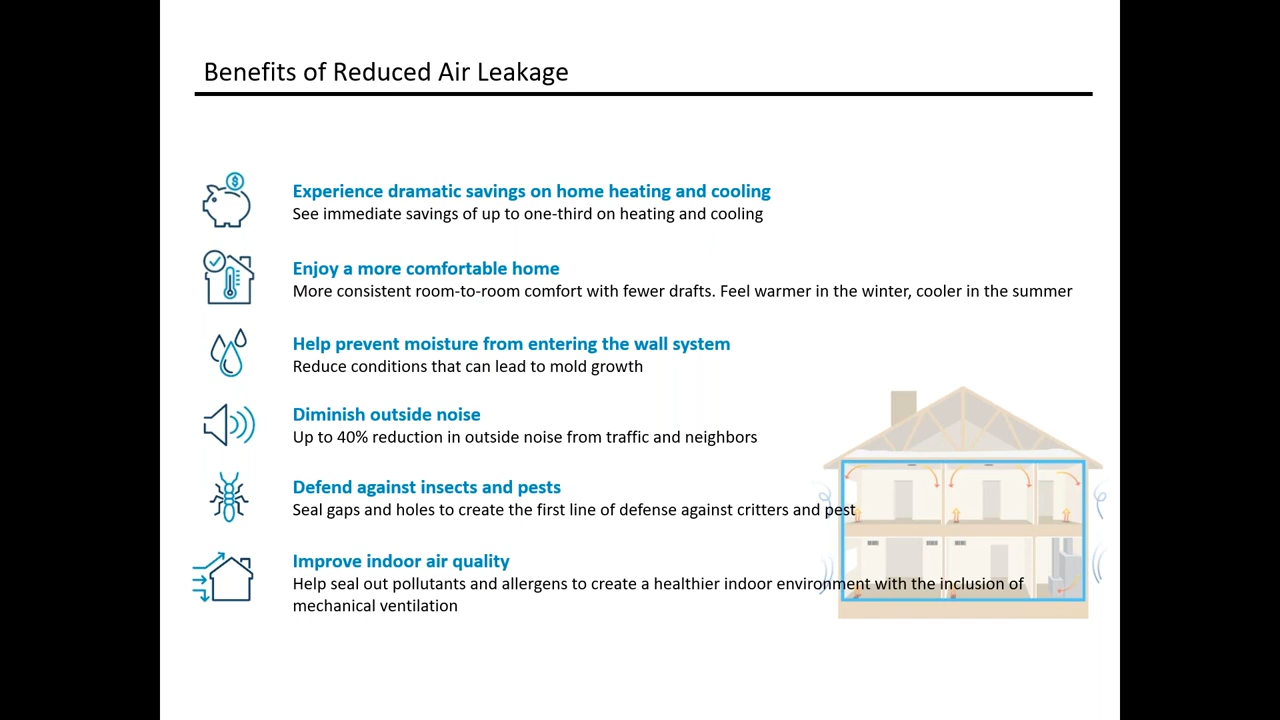 Benefits of Reduced Air Leakage
Experience dramatic savings on home heating and cooling
See immediate savings of up to one-third on heating and cooling
Enjoy a more comfortable home
More consistent room-to-room comfort with fewer drafts. Feel warmer in the winter, cooler in the summer
Help prevent moisture from entering the wall system
Reduce conditions that can lead to mold growth
Diminish outside noise
Up to 40% reduction in outside noise from traffic and neighbors
Defend against insects and pests
Seal gaps and holes to create the first line of defense against critters and pest
Improve indoor air quality
Help seal out pollutants and allergens to create a healthier indoor environment with the inclusion of
mechanical ventilation